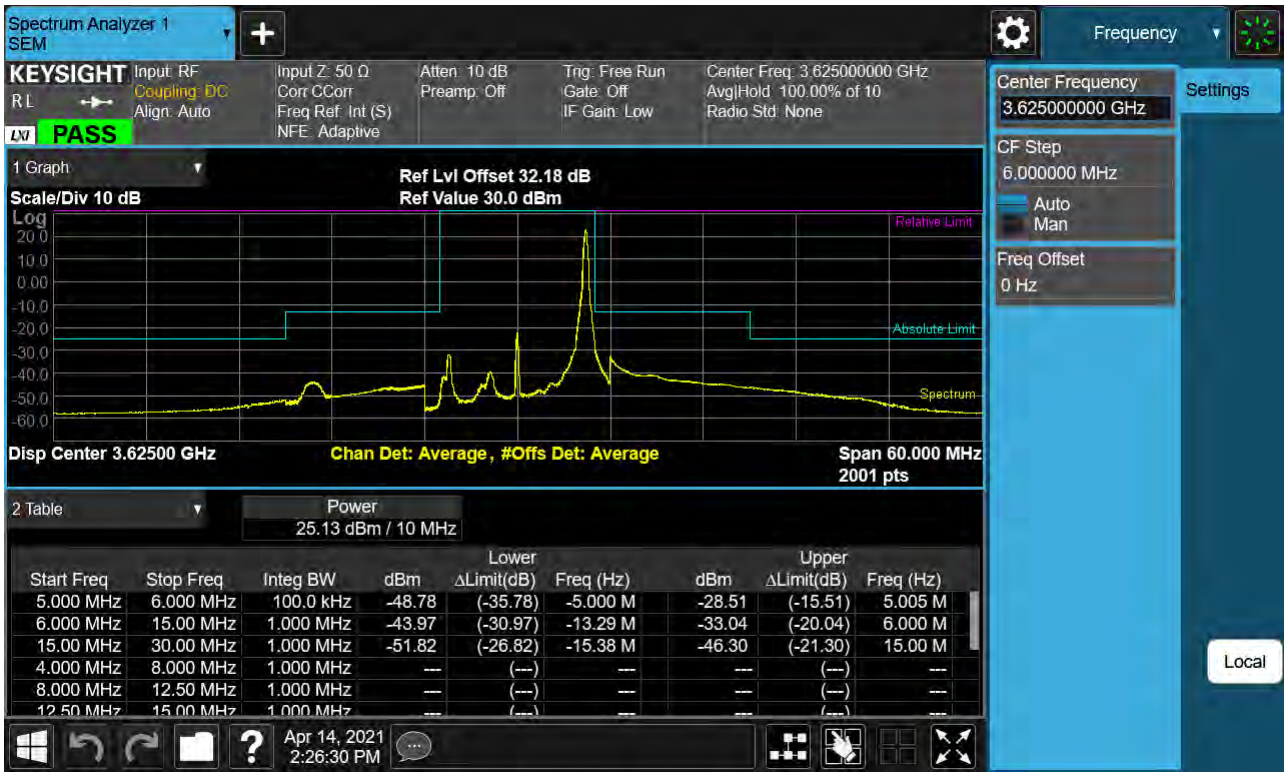 Spectrum Analyzer 1
SEM
+
Frequency
KEYSIGHT
R L
LXI PASS
Input: RF
Coupling: DC
Align: Auto
Input Z: 50 Ω
Corr CCorr
Freq Ref: Int (S)
NFE: Adaptive
Atten: 10 dB
Preamp: Off
Trig: Free Run
Gate: Off
IF Gain: Low
Center Freq: 3.625000000 GHz
Avg|Hold: 100.00% of 10
Radio Std: None
Center Frequency
3.625000000 GHz
Settings
CF Step
6.000000 MHz
Auto
Man
Freq Offset
0 Hz
Local
1 Graph
Scale/Div 10 dB
Ref Lvl Offset 32.18 dB
Ref Value 30.0 dBm
Log
20.0
10.0
0.00
-10.0
-20.0
-30.0
-40.0
-50.0
-60.0
Relative Limit
Absolute Limit
Spectrum
Disp Center 3.62500 GHz
Chan Det: Average, #Offs Det: Average
Span 60.000 MHz
2001 pts
2 Table
Power
25.13 dBm / 10 MHz
Lower Upper
Start Freq Stop Freq Integ BW dBm ΔLimit(dB) Freq (Hz) dBm ΔLimit(dB) Freq (Hz)
5.000 MHz 6.000 MHz 100.0 kHz -48.78 (-35.78) -5.000 M -28.51 (-15.51) 5.005 M
6.000 MHz 15.00 MHz 1.000 MHz -43.97 (-30.97) -13.29 M -33.04 (-20.04) 6.000 M
15.00 MHz 30.00 MHz 1.000 MHz -51.82 (-26.82) -15.38 M -46.30 (-21.30) 15.00 M
4.000 MHz 8.000 MHz 1.000 MHz --- (---) --- --- (---) ---
8.000 MHz 12.50 MHz 1.000 MHz --- (---) --- --- (---) ---
12.50 MHz 15.00 MHz 1.000 MHz --- (---) --- --- (---) ---
?
Apr 14, 2021
2:26:30 PM